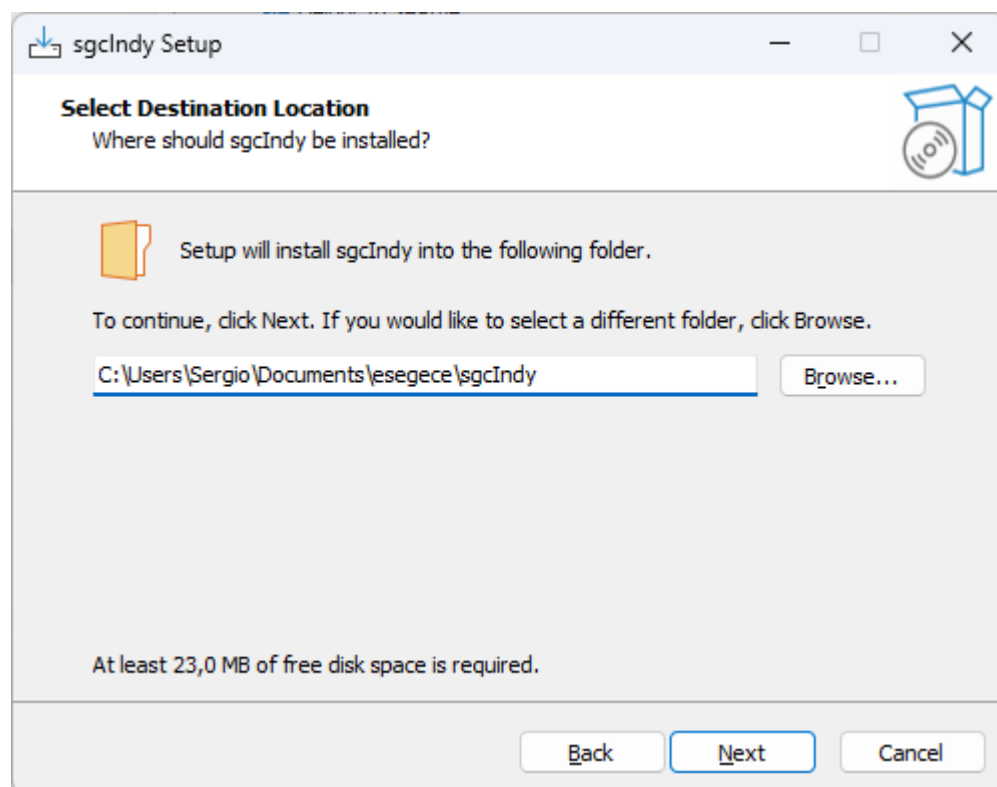 sgcIndy Setup
Select Destination Location
Where should sgcIndy be installed?
Setup will install sgcIndy into the following folder.
To continue, click Next. If you would like to select a different folder, click Browse.
C:\Users\Sergio\Documents\esegece\sgcIndy
Browse...
At least 23,0 MB of free disk space is required.
Back
Next
Cancel